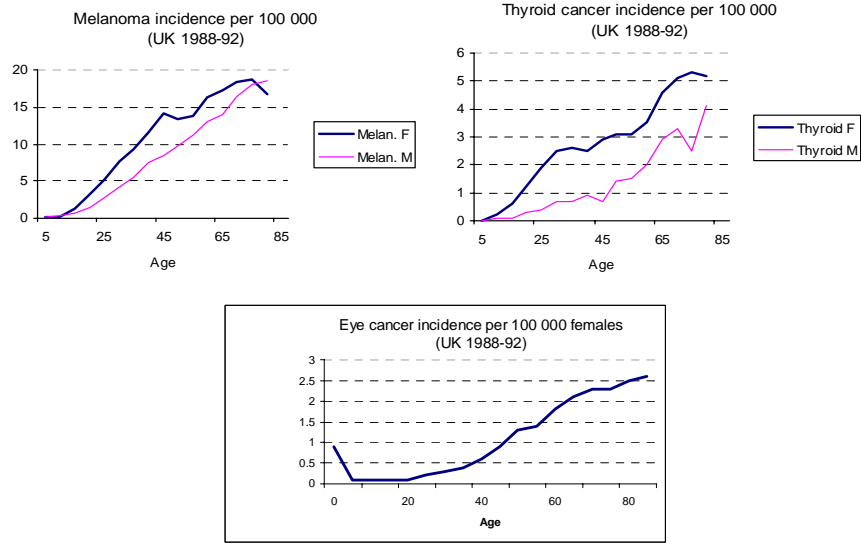 Melanoma incidence per 100 000
(UK 1988-92)
20
15
10
5
0
5 25 45 65 85
Age
Melan. F
Melan. M
Thyroid cancer incidence per 100 000
(UK 1988-92)
6
5
4
3
2
1
0
5 25 45 65 85
Age
Thyroid F
Thyroid M
Eye cancer incidence per 100 000 females
(UK 1988-92)
3
2.5
2
1.5
1
0.5
0
0 20 40 60 80
Age